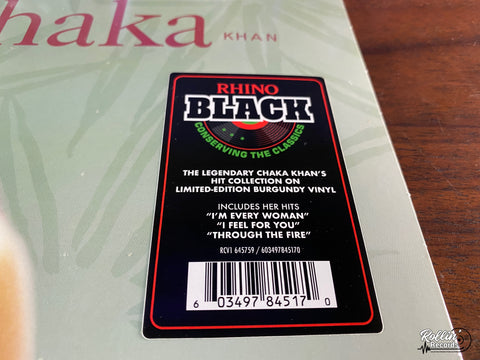 haka KHAN
RHINO
BLACK
CONSERVING THE CLASSICS
THE LEGENDARY CHAKA KHAN'S
HIT COLLECTION ON
LIMITED-EDITION BURGUNDY VINYL
INCLUDES HER HITS
"I'M EVERY WOMAN"
"I FEEL FOR YOU"
"THROUGH THE FIRE"
RCV1 645759 / 603497845170
6 03497 84517 0
Rollin'
Records